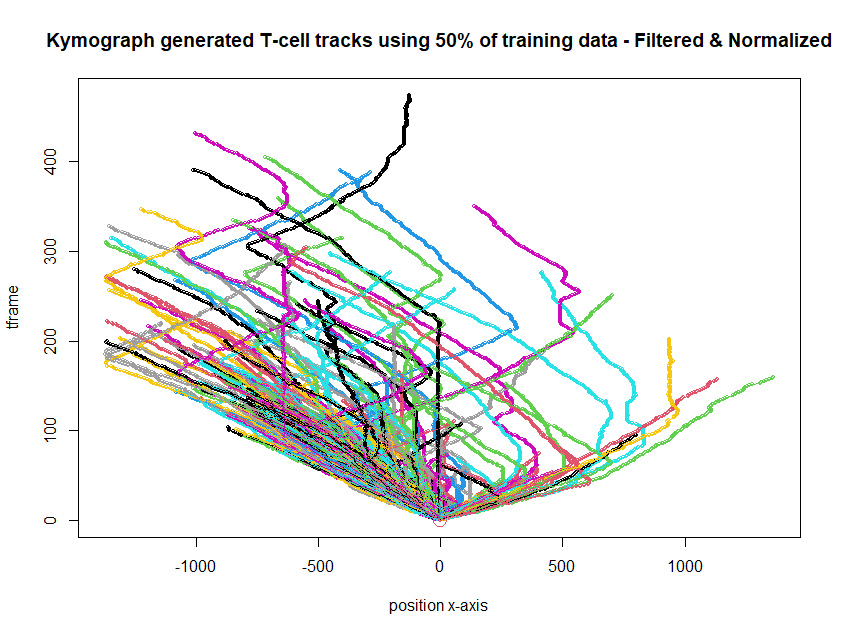 Kymograph generated T-cell tracks using 50% of training data - Filtered & Normalized
tframe
400
300
200
100
0
-1000 -500 0 500 1000
position x-axis